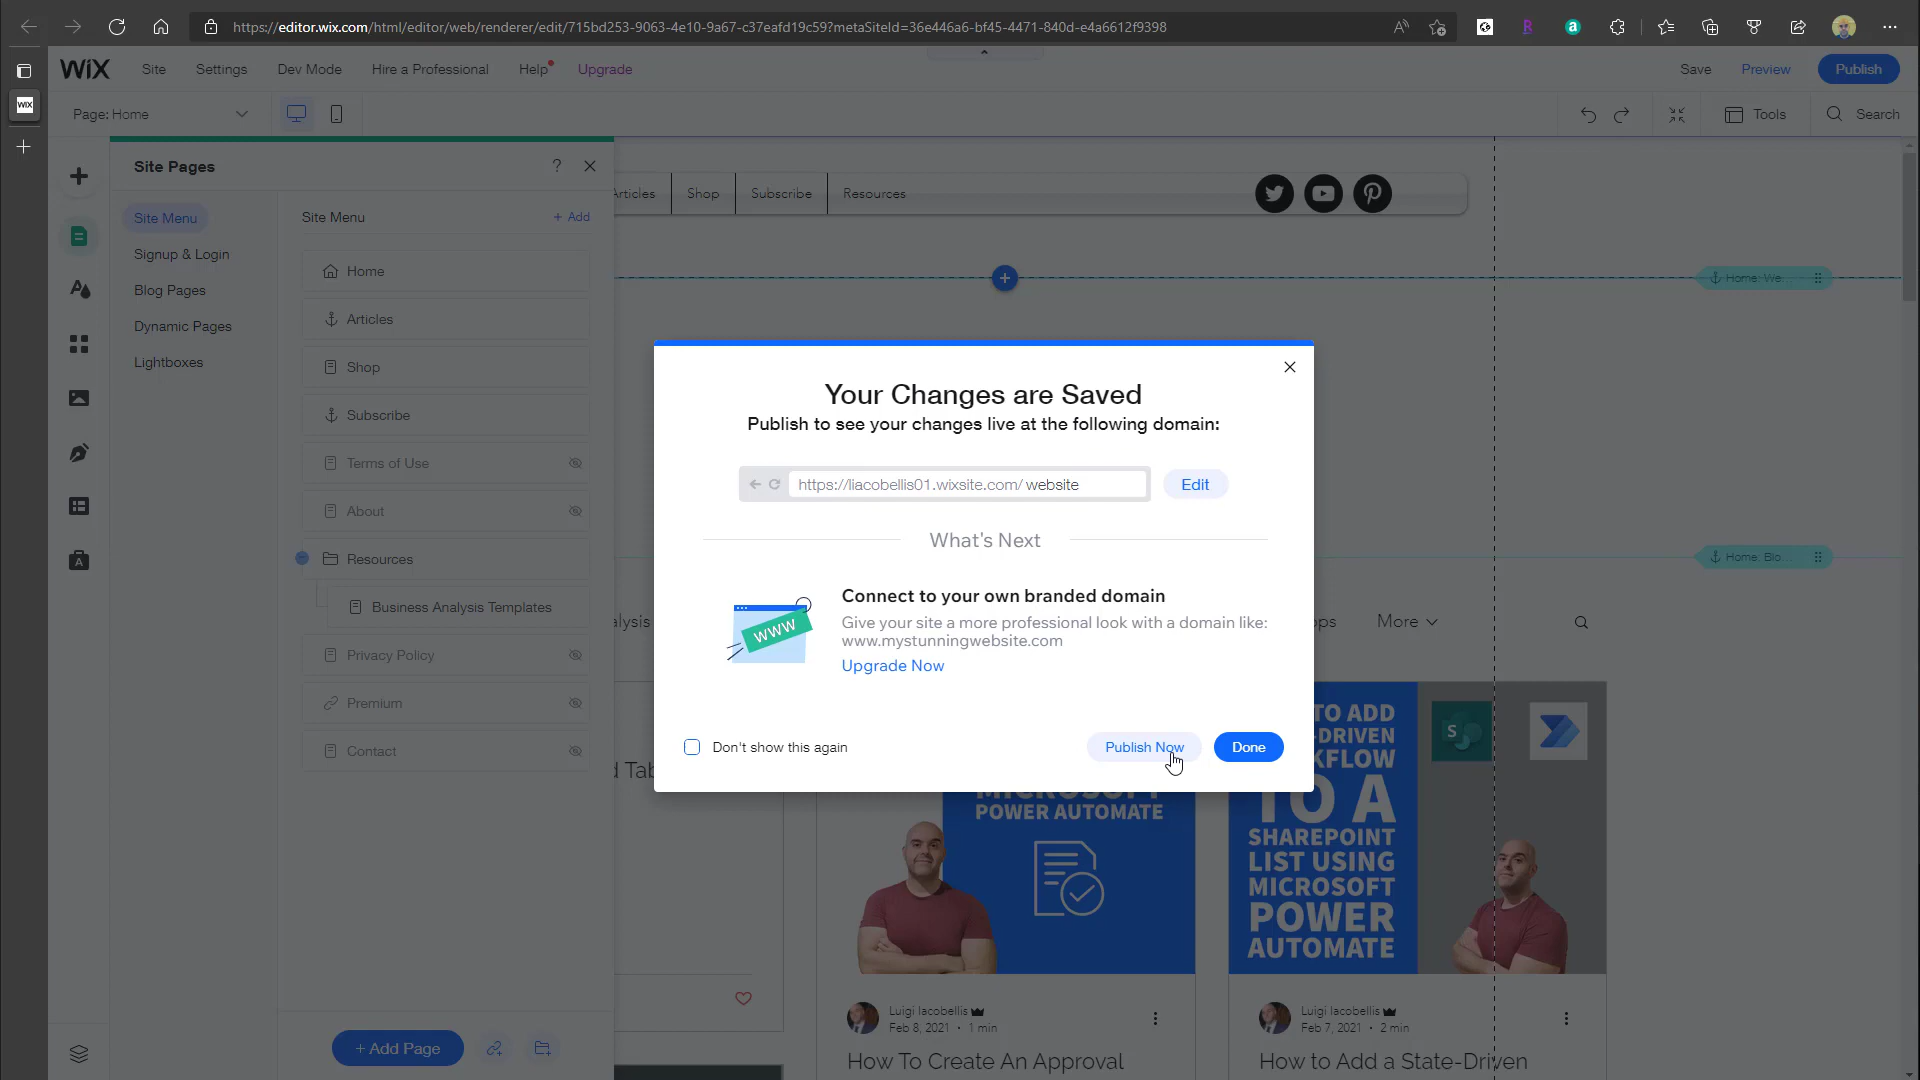 https://editor.wix.com/html/editor/web/renderer/edit/715bd253-9063-4e10-9a67-c37eafd19c59?metaSiteId=36e446a6-bf45-4471-840d-e4a6612f9398
WiX
Site
Settings
Dev Mode
Hire a Professional
Help
Upgrade
Save
Preview
Publish
WiX
Page: Home
Tools
Search
Site Pages
?
Site Menu
Signup & Login
Blog Pages
Dynamic Pages
Lightboxes
Site Menu
+ Add
Home
Articles
Shop
Subscribe
Terms of Use
About
Resources
Business Analysis Templates
Privacy Policy
Premium
Contact
+ Add Page
Articles
Shop
Subscribe
Resources
Home: We...
Your Changes are Saved
Publish to see your changes live at the following domain:
https://liacobellis01.wixsite.com/ website
Edit
What's Next
WWW
Connect to your own branded domain
Give your site a more professional look with a domain like:
www.mystunningwebsite.com
Upgrade Now
Don't show this again
Publish Now
Done
Home: Blo...
More
MICROSOFT
POWER AUTOMATE
TO ADD
-DRIVEN
KFLOW
TO A
SHAREPOINT
LIST USING
MICROSOFT
POWER
AUTOMATE
S
Luigi Iacobellis
Feb 8, 2021 · 1 min
How To Create An Approval
Luigi Iacobellis
Feb 7, 2021 · 2 min
How to Add a State-Driven